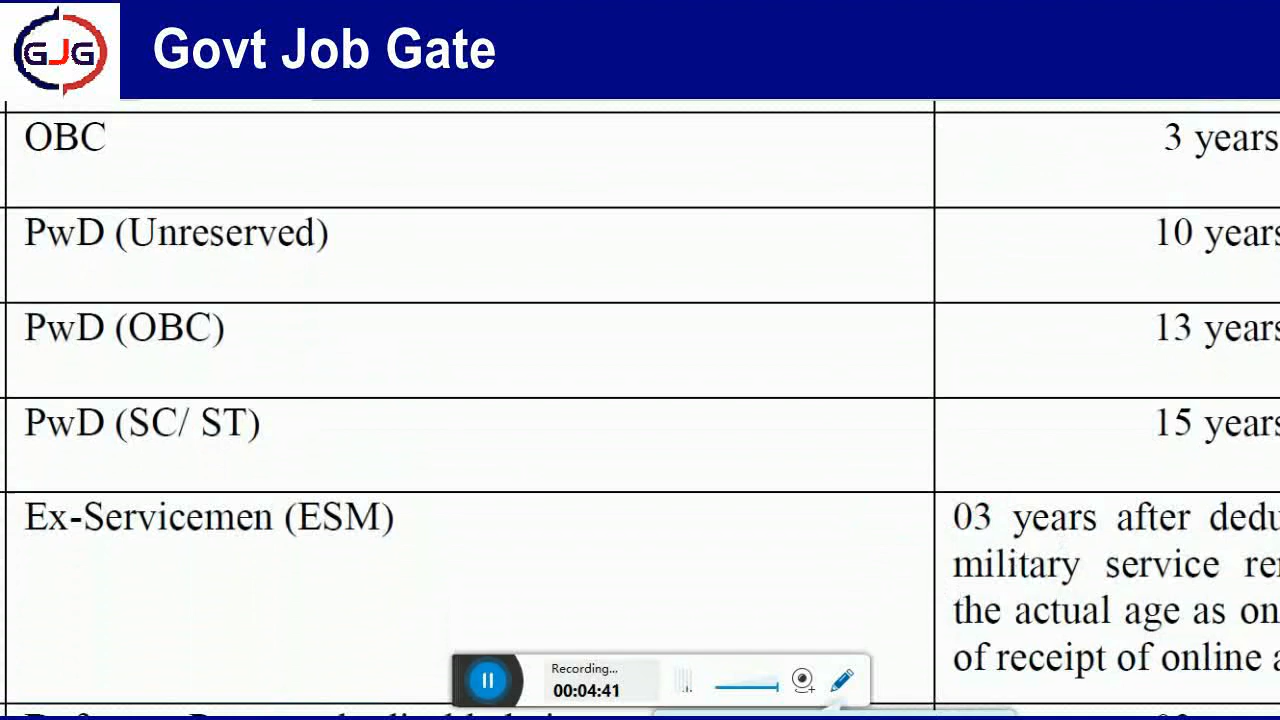 GJG
Govt Job Gate
OBC
3 years
PwD (Unreserved)
10 years
PwD (OBC)
13 years
PwD (SC/ ST)
15 years
Ex-Servicemen (ESM)
03 years after
military service
the actual age as on
of receipt of online
Recording...
00:04:41